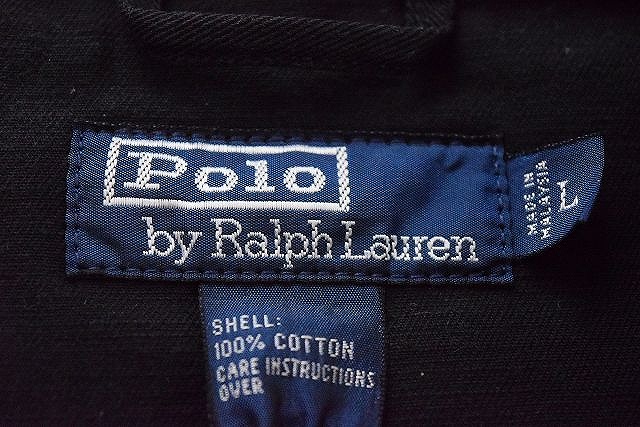 Polo
by Ralph Lauren
MADE IN
MALAYSIA
L
SHELL:
100% COTTON
CARE INSTRUCTIONS
OVER